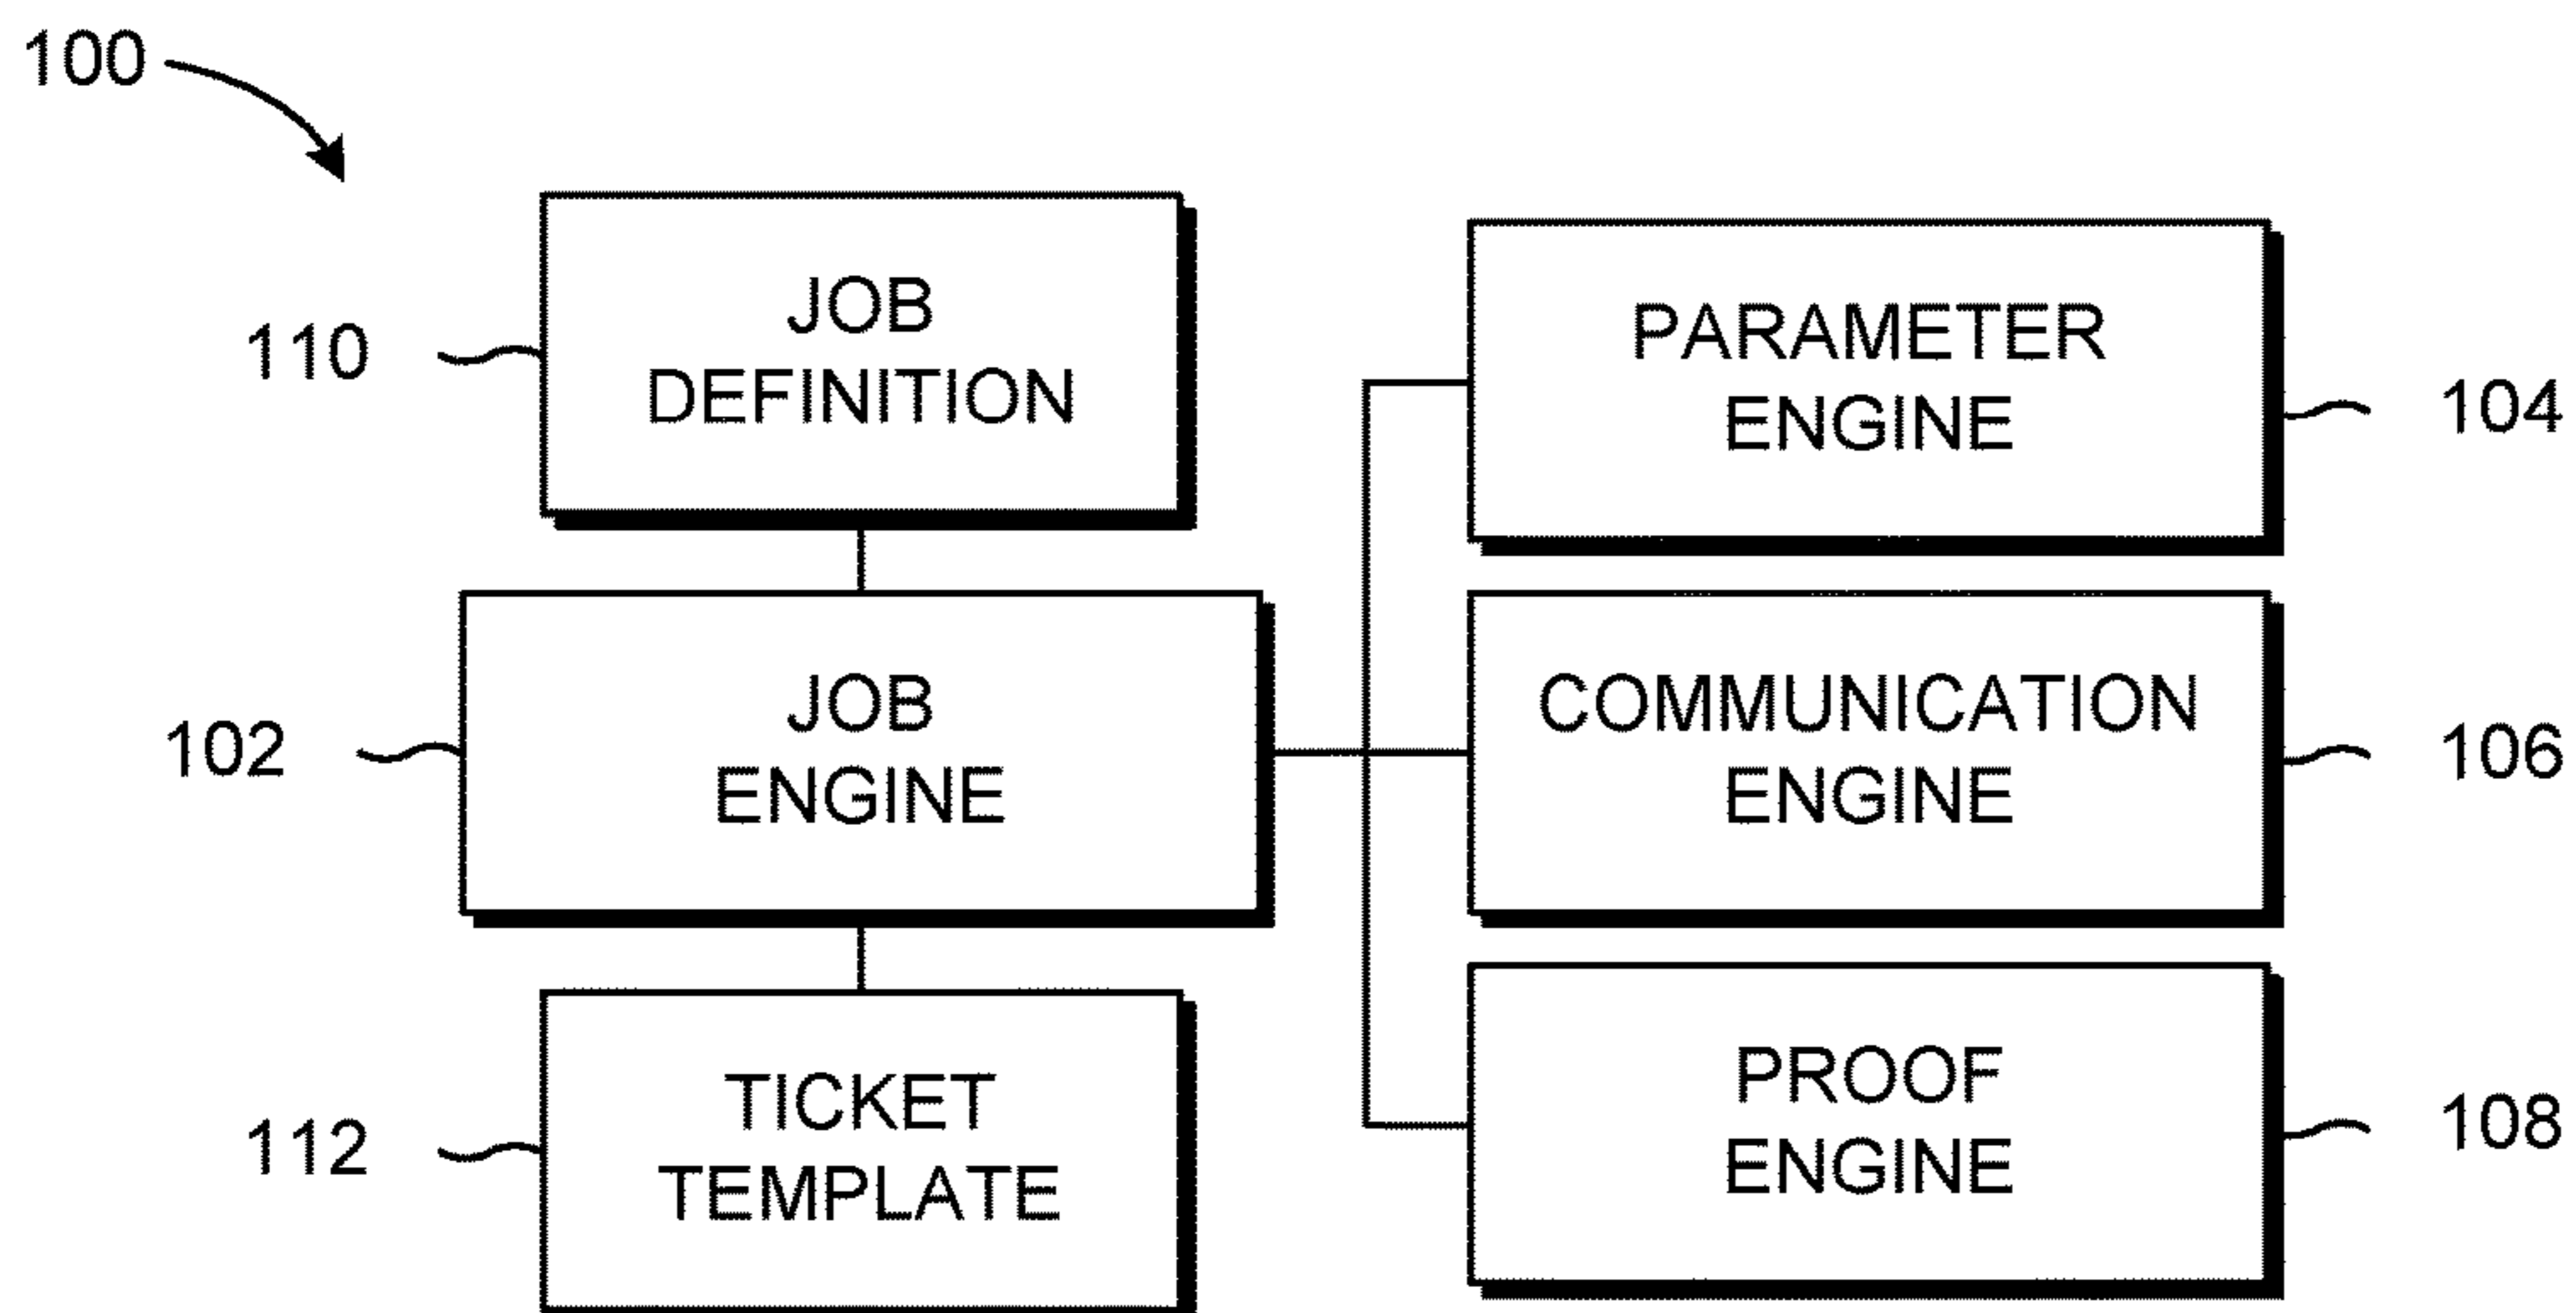 100
110
JOB
DEFINITION
PARAMETER
ENGINE
104
102
JOB
ENGINE
COMMUNICATION
ENGINE
106
112
TICKET
TEMPLATE
PROOF
ENGINE
108